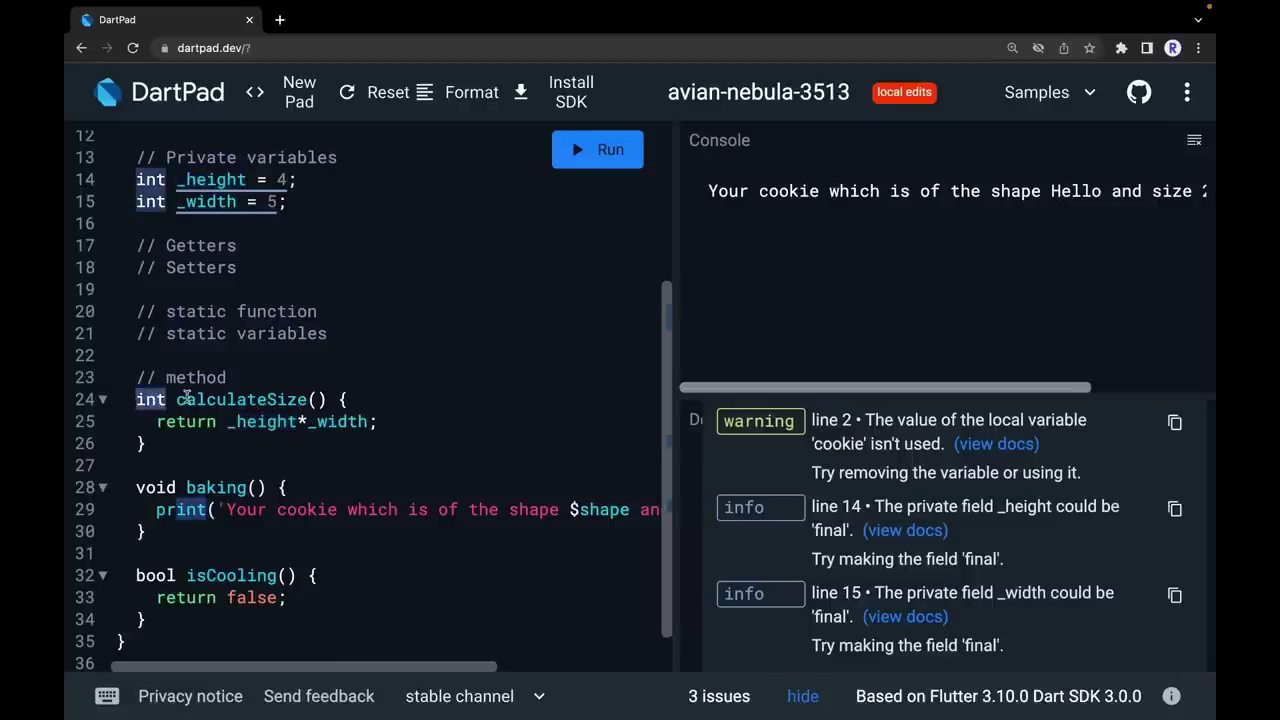 DartPad
dartpad.dev/?
R
DartPad
<> New Pad
Reset
Format
Install SDK
avian-nebula-3513
local edits
Samples
Run
12
13 // Private variables
14 int _height = 4;
15 int _width = 5;
16
17 // Getters
18 // Setters
19
20 // static function
21 // static variables
22
23 // method
24 int calculateSize() {
25 return _height*_width;
26 }
27
28 void baking() {
29 print('Your cookie which is of the shape $shape an
30 }
31
32 bool isCooling() {
33 return false;
34 }
35 }
36
Console
Your cookie which is of the shape Hello and size 2
warning
line 2 • The value of the local variable
'cookie' isn't used. (view docs)
Try removing the variable or using it.
info
line 14 • The private field _height could be
'final'. (view docs)
Try making the field 'final'.
info
line 15 • The private field _width could be
'final'. (view docs)
Try making the field 'final'.
Privacy notice
Send feedback
stable channel
3 issues
hide
Based on Flutter 3.10.0 Dart SDK 3.0.0